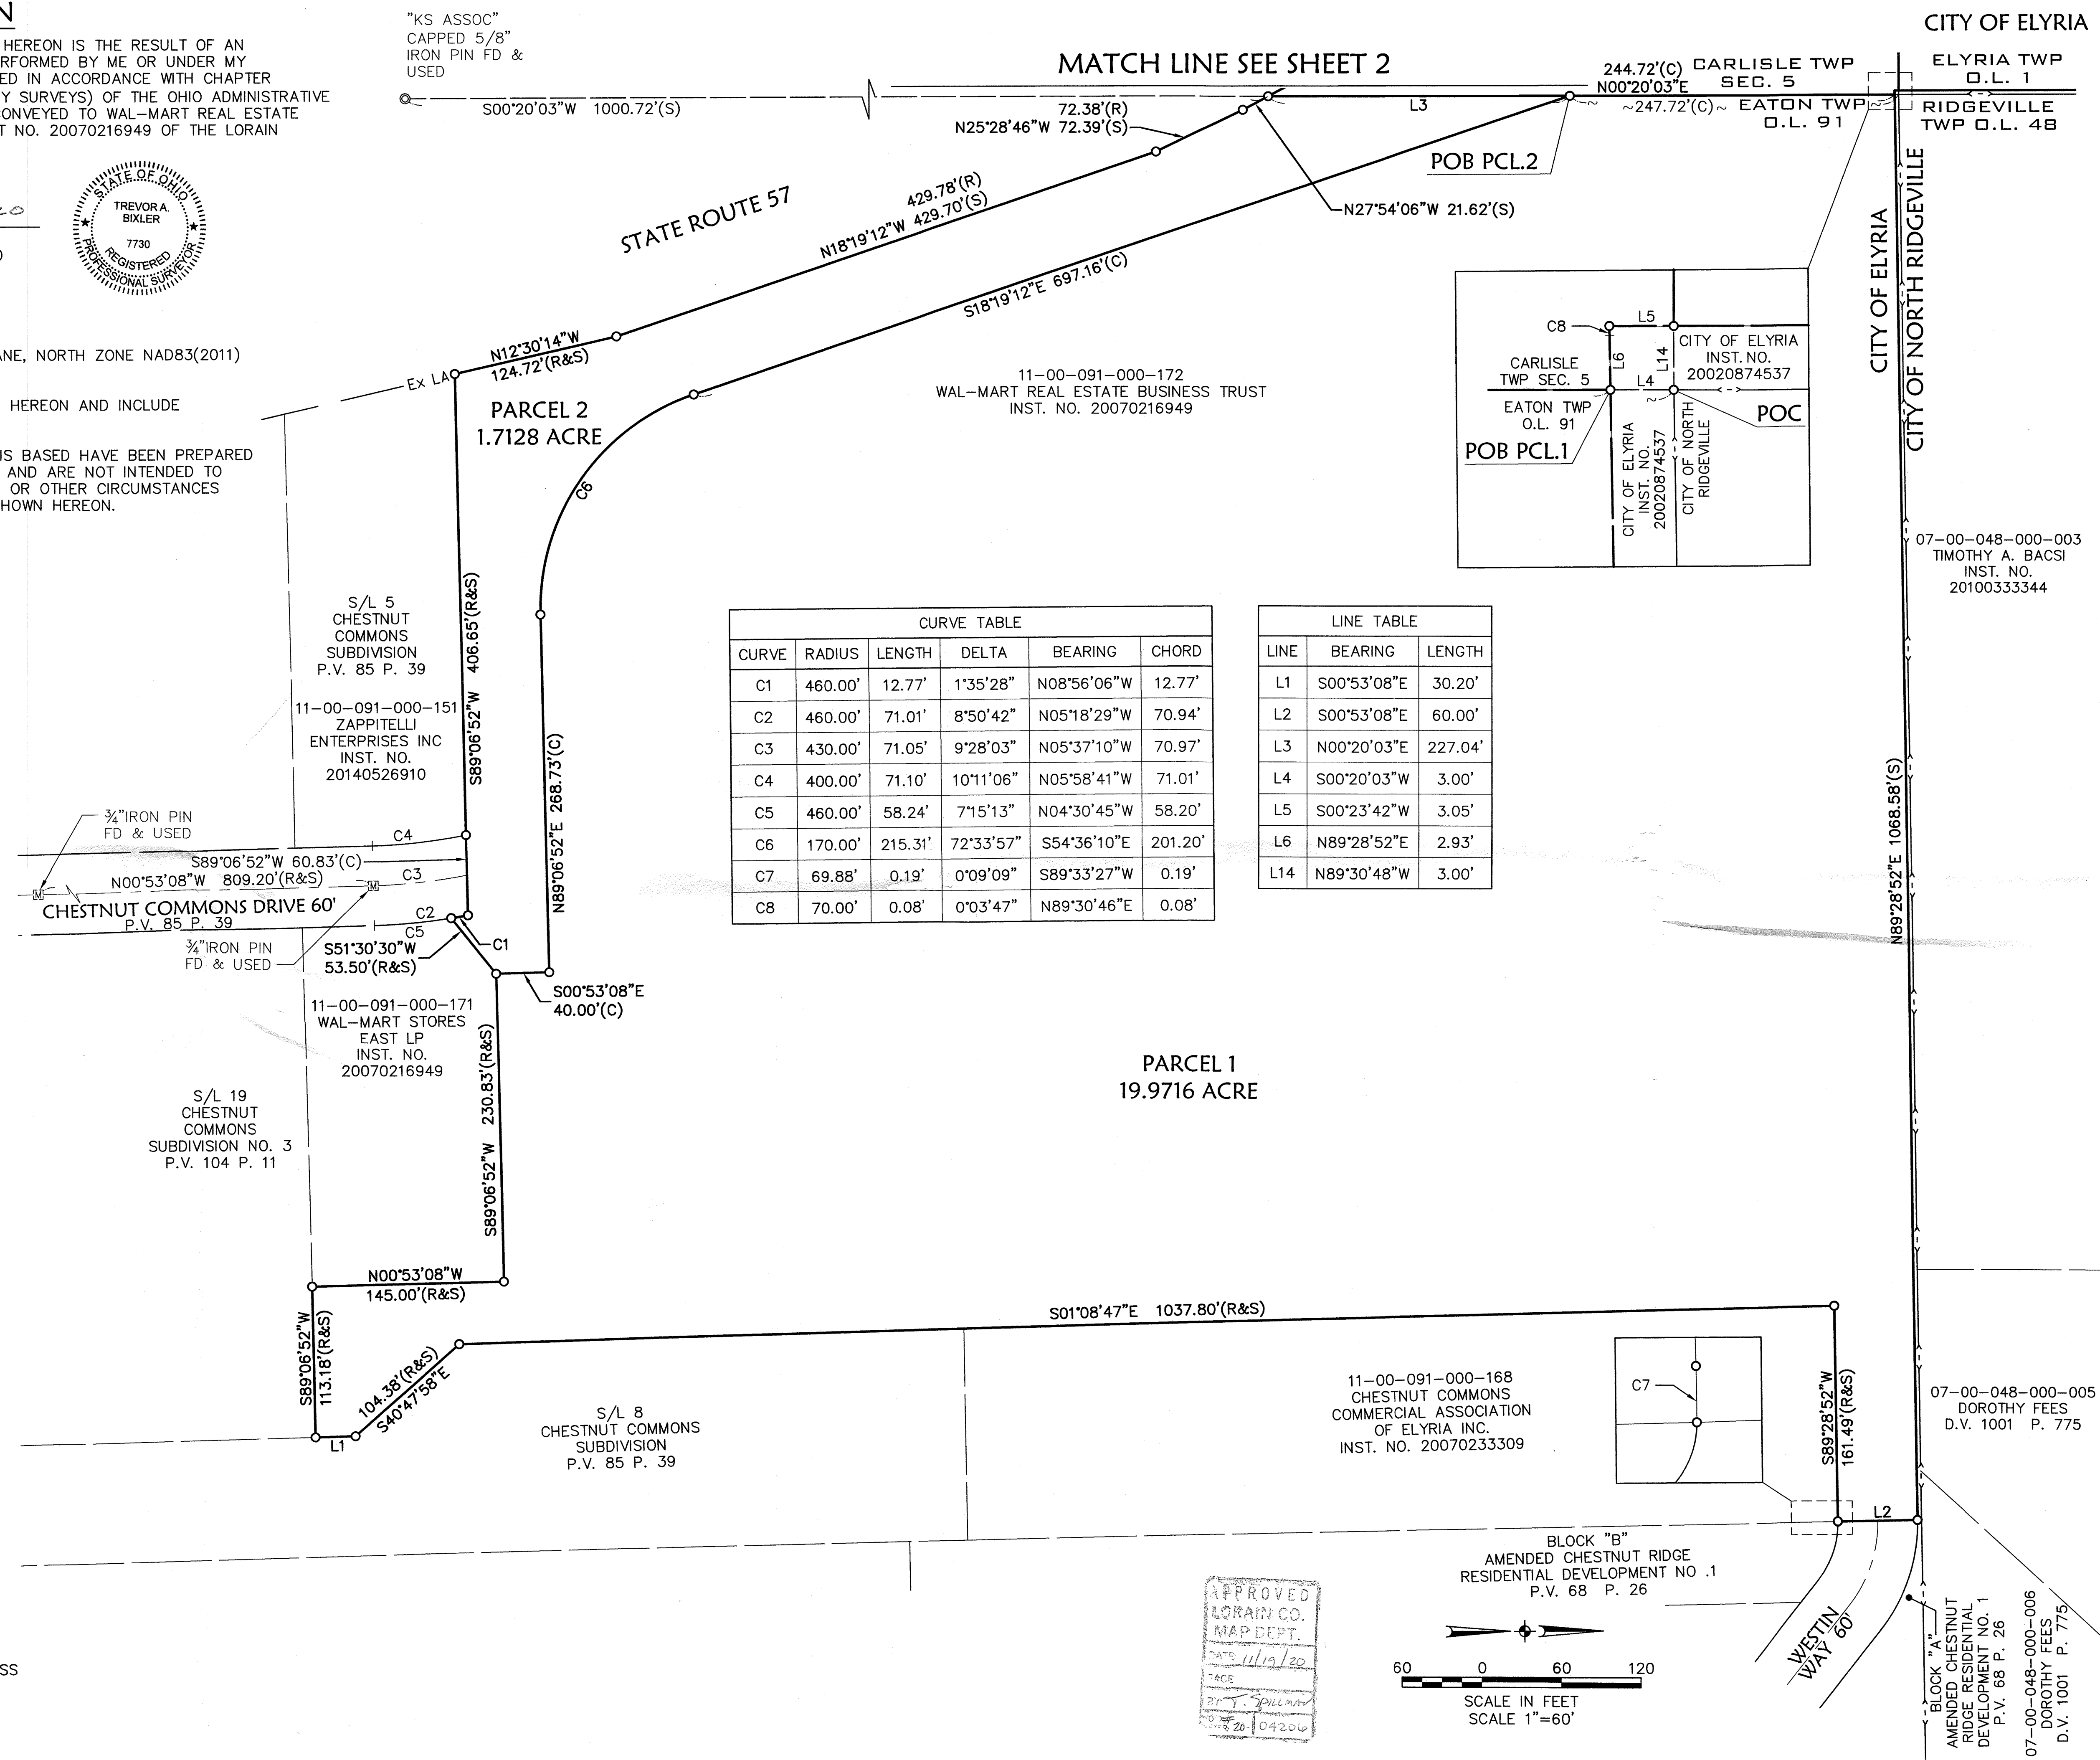 N
HEREON IS THE RESULT OF AN
RFORMED BY ME OR UNDER MY
ED IN ACCORDANCE WITH CHAPTER
Y SURVEYS) OF THE OHIO ADMINISTRATIVE
ONVEYED TO WAL-MART REAL ESTATE
T NO. 20070216949 OF THE LORAIN
STATE OF OHIO
TREVOR A.
BIXLER
7730
REGISTERED
PROFESSIONAL SURVEYOR
ANE, NORTH ZONE NAD83(2011)
HEREON AND INCLUDE
IS BASED HAVE BEEN PREPARED
AND ARE NOT INTENDED TO
OR OTHER CIRCUMSTANCES
HOWN HEREON.
"KS ASSOC"
CAPPED 5/8"
IRON PIN FD &
USED
S00°20'03"W 1000.72'(S)
MATCH LINE SEE SHEET 2
72.38'(R)
N25°28'46"W 72.39'(S)
L3
244.72'(C)
N00°20'03"E
~247.72'(C)~
CARLISLE TWP
SEC. 5
EATON TWP
O.L. 91
CITY OF ELYRIA
ELYRIA TWP
O.L. 1
RIDGEVILLE
TWP O.L. 48
POB PCL.2
N27°54'06"W 21.62'(S)
STATE ROUTE 57
429.78'(R)
N18°19'12"W 429.70'(S)
S18°19'12"E 697.16'(C)
N12°30'14"W
124.72'(R&S)
Ex LA
PARCEL 2
1.7128 ACRE
C6
11-00-091-000-172
WAL-MART REAL ESTATE BUSINESS TRUST
INST. NO. 20070216949
C8
L5
L6
L14
CITY OF ELYRIA
INST. NO.
20020874537
CARLISLE
TWP SEC. 5
L4
EATON TWP
O.L. 91
POC
POB PCL.1
CITY OF ELYRIA
INST. NO.
20020874537
CITY OF NORTH
RIDGEVILLE
CITY OF ELYRIA
CITY OF NORTH RIDGEVILLE
07-00-048-000-003
TIMOTHY A. BACSI
INST. NO.
20100333344
S/L 5
CHESTNUT
COMMONS
SUBDIVISION
P.V. 85 P. 39
11-00-091-000-151
ZAPPITELLI
ENTERPRISES INC
INST. NO.
20140526910
S89°06'52"W 406.65'(R&S)
N89°06'52"E 268.73'(C)
CURVE TABLE
CURVE RADIUS LENGTH DELTA BEARING CHORD
C1 460.00' 12.77' 1°35'28" N08°56'06"W 12.77'
C2 460.00' 71.01' 8°50'42" N05°18'29"W 70.94'
C3 430.00' 71.05' 9°28'03" N05°37'10"W 70.97'
C4 400.00' 71.10' 10°11'06" N05°58'41"W 71.01'
C5 460.00' 58.24' 7°15'13" N04°30'45"W 58.20'
C6 170.00' 215.31' 72°33'57" S54°36'10"E 201.20'
C7 69.88' 0.19' 0°09'09" S89°33'27"W 0.19'
C8 70.00' 0.08' 0°03'47" N89°30'46"E 0.08'
LINE TABLE
LINE BEARING LENGTH
L1 S00°53'08"E 30.20'
L2 S00°53'08"E 60.00'
L3 N00°20'03"E 227.04'
L4 S00°20'03"W 3.00'
L5 S00°23'42"W 3.05'
L6 N89°28'52"E 2.93'
L14 N89°30'48"W 3.00'
N89°28'52"E 1068.58'(S)
¾"IRON PIN
FD & USED
C4
S89°06'52"W 60.83'(C)
N00°53'08"W 809.20'(R&S)
C3
M
M
CHESTNUT COMMONS DRIVE 60'
P.V. 85 P. 39
C2
C5
C1
¾"IRON PIN
FD & USED
S51°30'30"W
53.50'(R&S)
S00°53'08"E
40.00'(C)
11-00-091-000-171
WAL-MART STORES
EAST LP
INST. NO.
20070216949
S89°06'52"W 230.83'(R&S)
PARCEL 1
19.9716 ACRE
S/L 19
CHESTNUT
COMMONS
SUBDIVISION NO. 3
P.V. 104 P. 11
N00°53'08"W
145.00'(R&S)
S89°06'52"W
113.18'(R&S)
104.38'(R&S)
S40°47'58"E
L1
S01°08'47"E 1037.80'(R&S)
S/L 8
CHESTNUT COMMONS
SUBDIVISION
P.V. 85 P. 39
11-00-091-000-168
CHESTNUT COMMONS
COMMERCIAL ASSOCIATION
OF ELYRIA INC.
INST. NO. 20070233309
C7
S89°28'52"W
161.49'(R&S)
L2
07-00-048-000-005
DOROTHY FEES
D.V. 1001 P. 775
BLOCK "B"
AMENDED CHESTNUT RIDGE
RESIDENTIAL DEVELOPMENT NO .1
P.V. 68 P. 26
WESTIN
WAY 60'
BLOCK "A"
AMENDED CHESTNUT
RIDGE RESIDENTIAL
DEVELOPMENT NO. 1
P.V. 68 P. 26
07-00-048-000-006
DOROTHY FEES
D.V. 1001 P. 775
APPROVED
LORAIN CO.
MAP DEPT.
DATE 11/19/20
PAGE
BY T. SPILLMAN
20- 04206
60 0 60 120
SCALE IN FEET
SCALE 1"=60'
SS